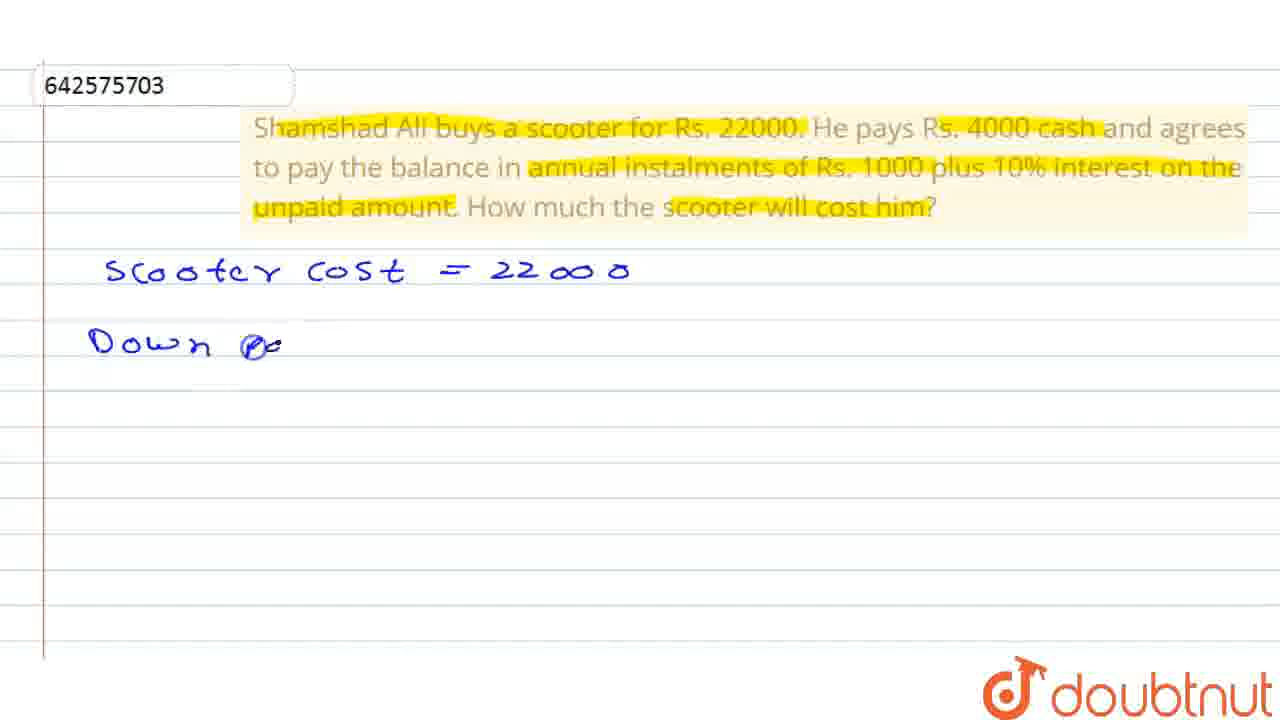 642575703
Shamshad All buys a scooter for Rs. 22000. He pays Rs. 4000 cash and agrees
to pay the balance in annual instalments of Rs. 1000 plus 10% interest on the
unpaid amount. How much the scooter will cost him?
Scooter cost = 22000
Down
doubtnut